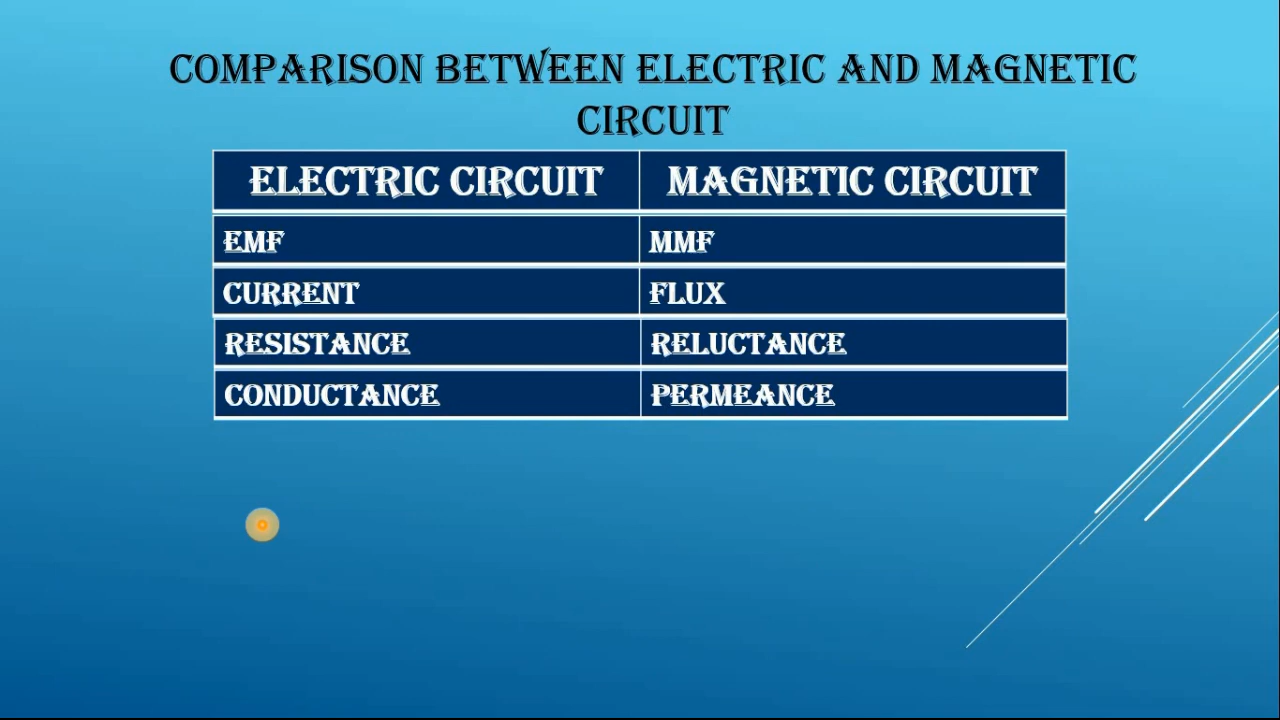 COMPARISON BETWEEN ELECTRIC AND MAGNETIC
CIRCUIT
ELECTRIC CIRCUIT MAGNETIC CIRCUIT
EMF MMF
CURRENT FLUX
RESISTANCE RELUCTANCE
CONDUCTANCE PERMEANCE